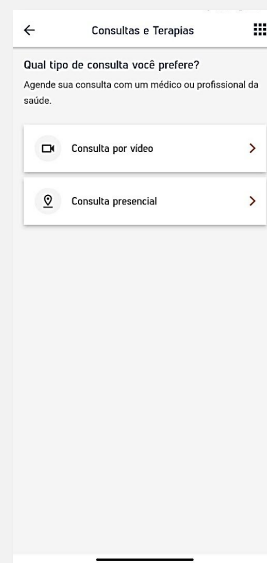 Consultas e Terapias
Qual tipo de consulta você prefere?
Agende sua consulta com um médico ou profissional da
saúde.
Consulta por vídeo
Consulta presencial